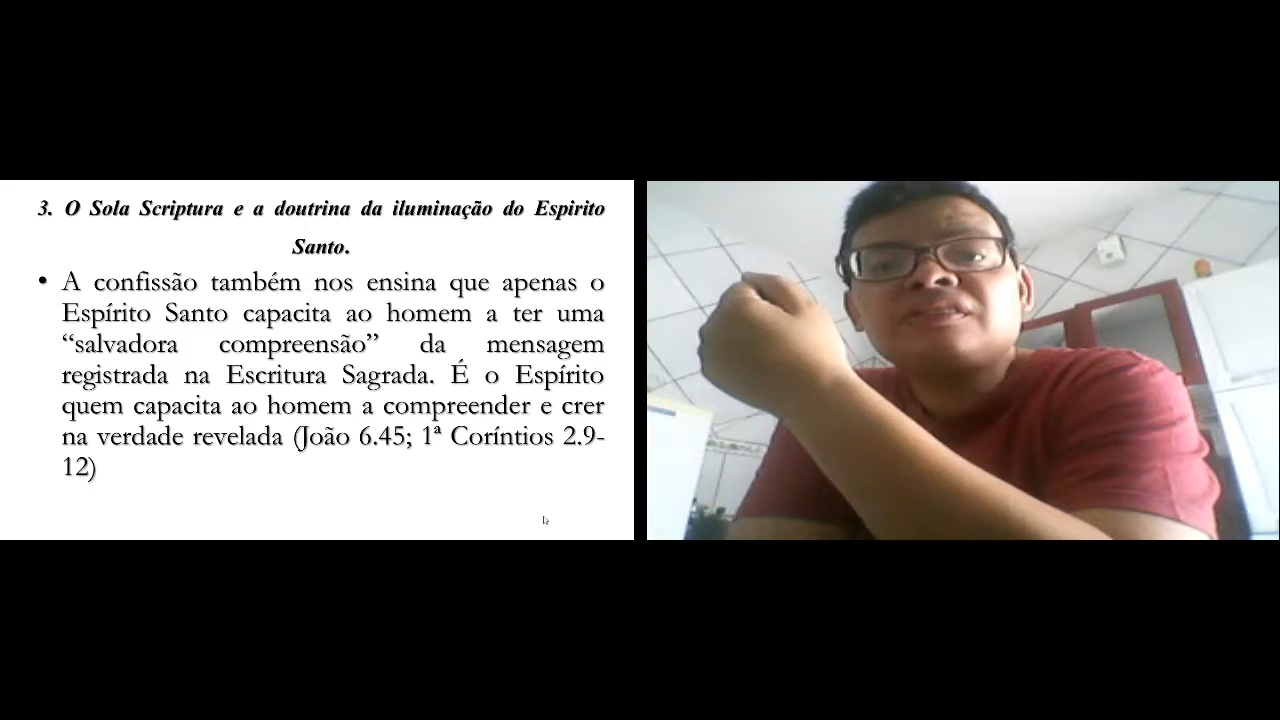 3. O Sola Scriptura e a doutrina da iluminação do Espirito
Santo.
• A confissão também nos ensina que apenas o
Espírito Santo capacita ao homem a ter uma
“salvadora compreensão” da mensagem
registrada na Escritura Sagrada. É o Espírito
quem capacita ao homem a compreender e crer
na verdade revelada (João 6.45; 1ª Coríntios 2.9-
12)